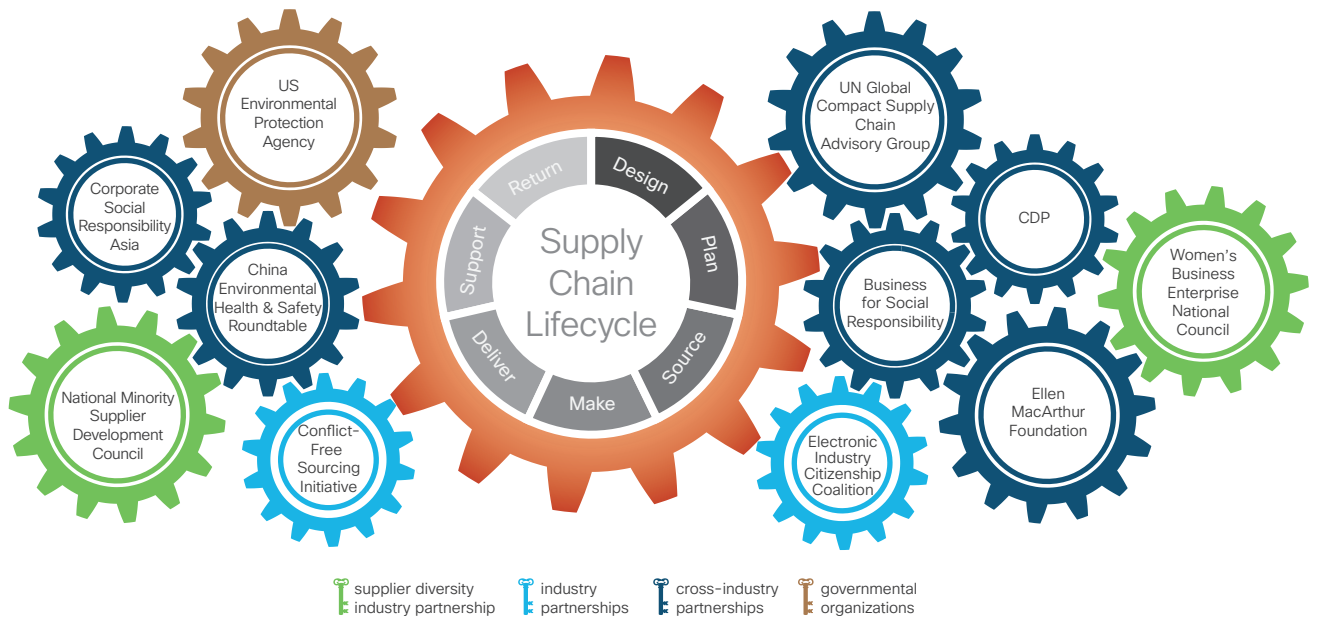 US
Environmental
Protection
Agency
Corporate
Social
Responsibility
Asia
China
Environmental
Health & Safety
Roundtable
National Minority
Supplier
Development
Council
Conflict-
Free
Sourcing
Initiative
Supply
Chain
Lifecycle
Design
Plan
Source
Make
Deliver
Support
Return
UN Global
Compact Supply
Chain
Advisory Group
CDP
Business
for Social
Responsibility
Women's
Business
Enterprise
National
Council
Ellen
MacArthur
Foundation
Electronic
Industry
Citizenship
Coalition
supplier diversity
industry partnership
industry
partnerships
cross-industry
partnerships
governmental
organizations